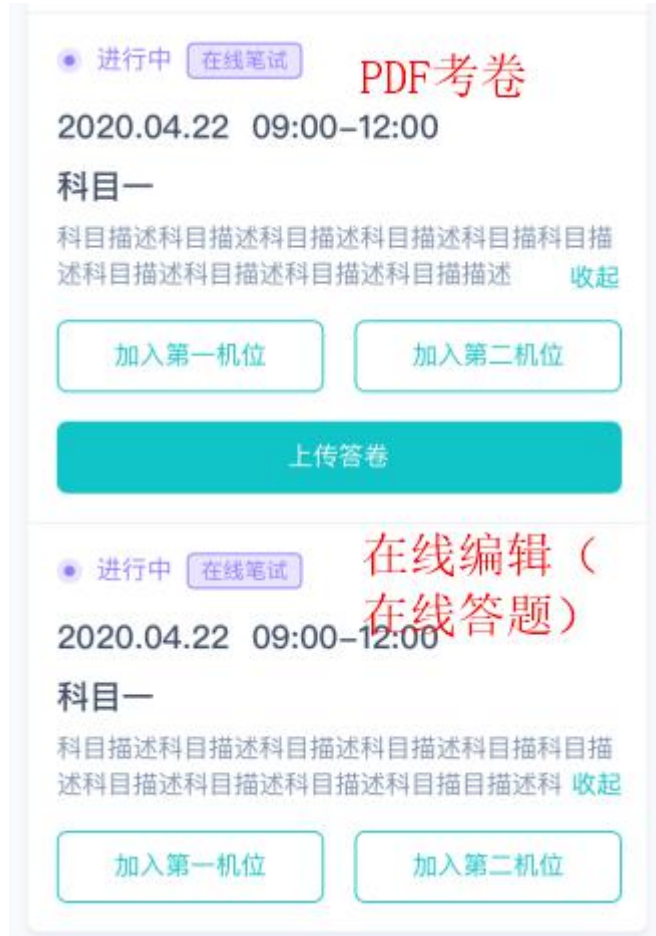 进行中 在线笔试 PDF考卷
2020.04.22 09:00-12:00
科目一
科目描述科目描述科目描述科目描述科目描科目描
述科目描述科目描述科目描述科目描描述 收起
加入第一机位 加入第二机位
上传答卷
进行中 在线笔试 在线编辑（
在线答题）
2020.04.22 09:00-12:00
科目一
科目描述科目描述科目描述科目描述科目描科目描
述科目描述科目描述科目描述科目描目描述科 收起
加入第一机位 加入第二机位